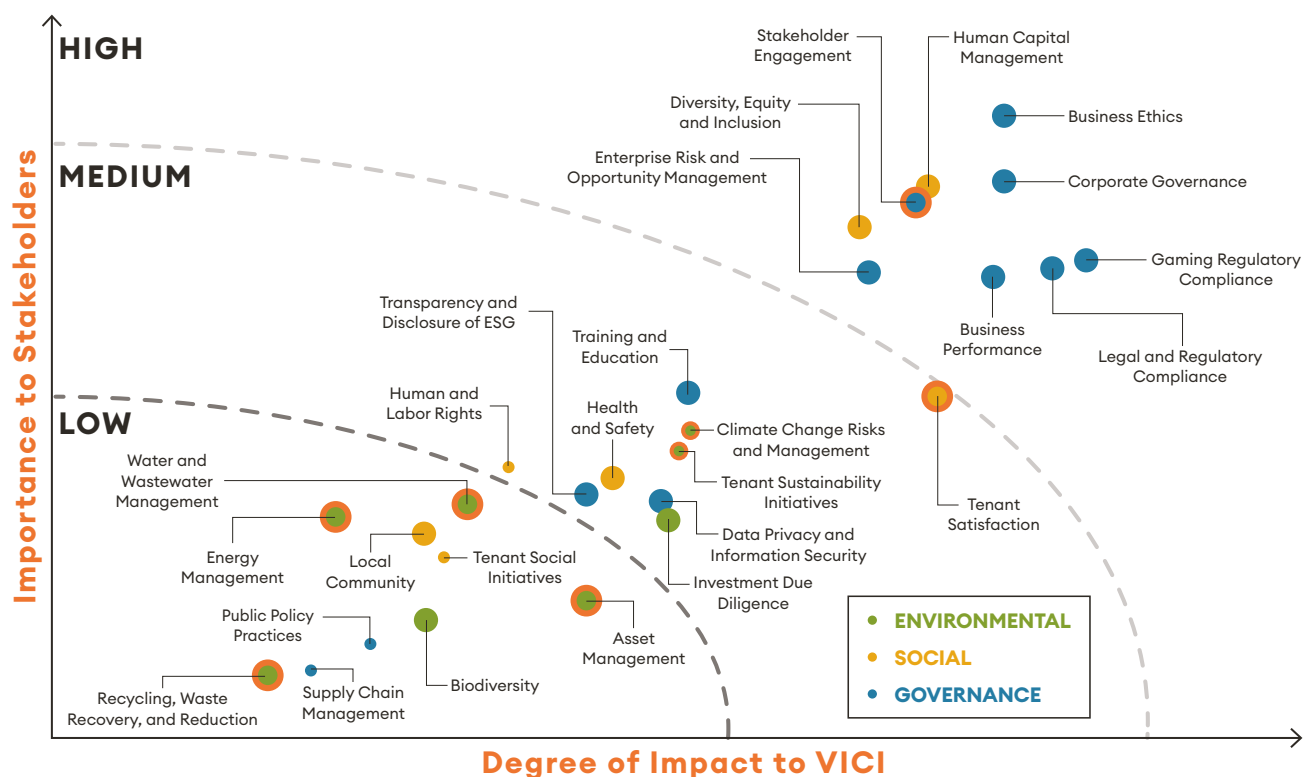 HIGH
Stakeholder
Engagement
Human Capital
Management
Diversity, Equity
and Inclusion
Business Ethics
Enterprise Risk and
Opportunity Management
MEDIUM
Corporate Governance
Gaming Regulatory
Compliance
Transparency and
Disclosure of ESG
Training and
Education
Business
Performance
Legal and Regulatory
Compliance
Importance to Stakeholders
LOW
Human and
Labor Rights
Health
and Safety
Climate Change Risks
and Management
Water and
Wastewater
Management
Tenant Sustainability
Initiatives
Tenant
Satisfaction
Data Privacy and
Information Security
Energy
Management
Local
Community
Tenant Social
Initiatives
Investment Due
Diligence
Public Policy
Practices
Asset
Management
ENVIRONMENTAL
SOCIAL
GOVERNANCE
Recycling, Waste
Recovery, and Reduction
Supply Chain
Management
Biodiversity
Degree of Impact to VICI